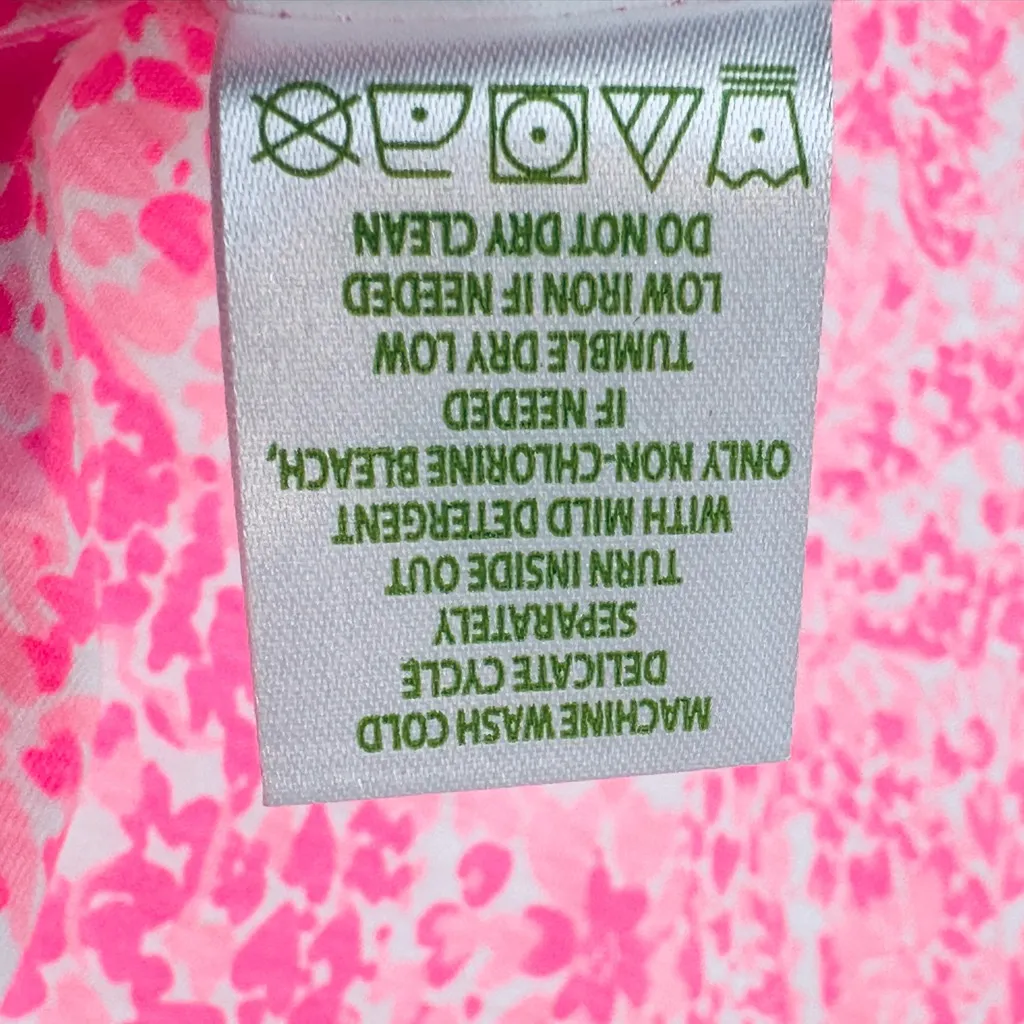 MACHINE WASH COLD
DELICATE CYCLE
SEPARATELY
TURN INSIDE OUT
WITH MILD DETERGENT
ONLY NON-CHLORINE BLEACH,
IF NEEDED
TUMBLE DRY LOW
LOW IRON IF NEEDED
DO NOT DRY CLEAN